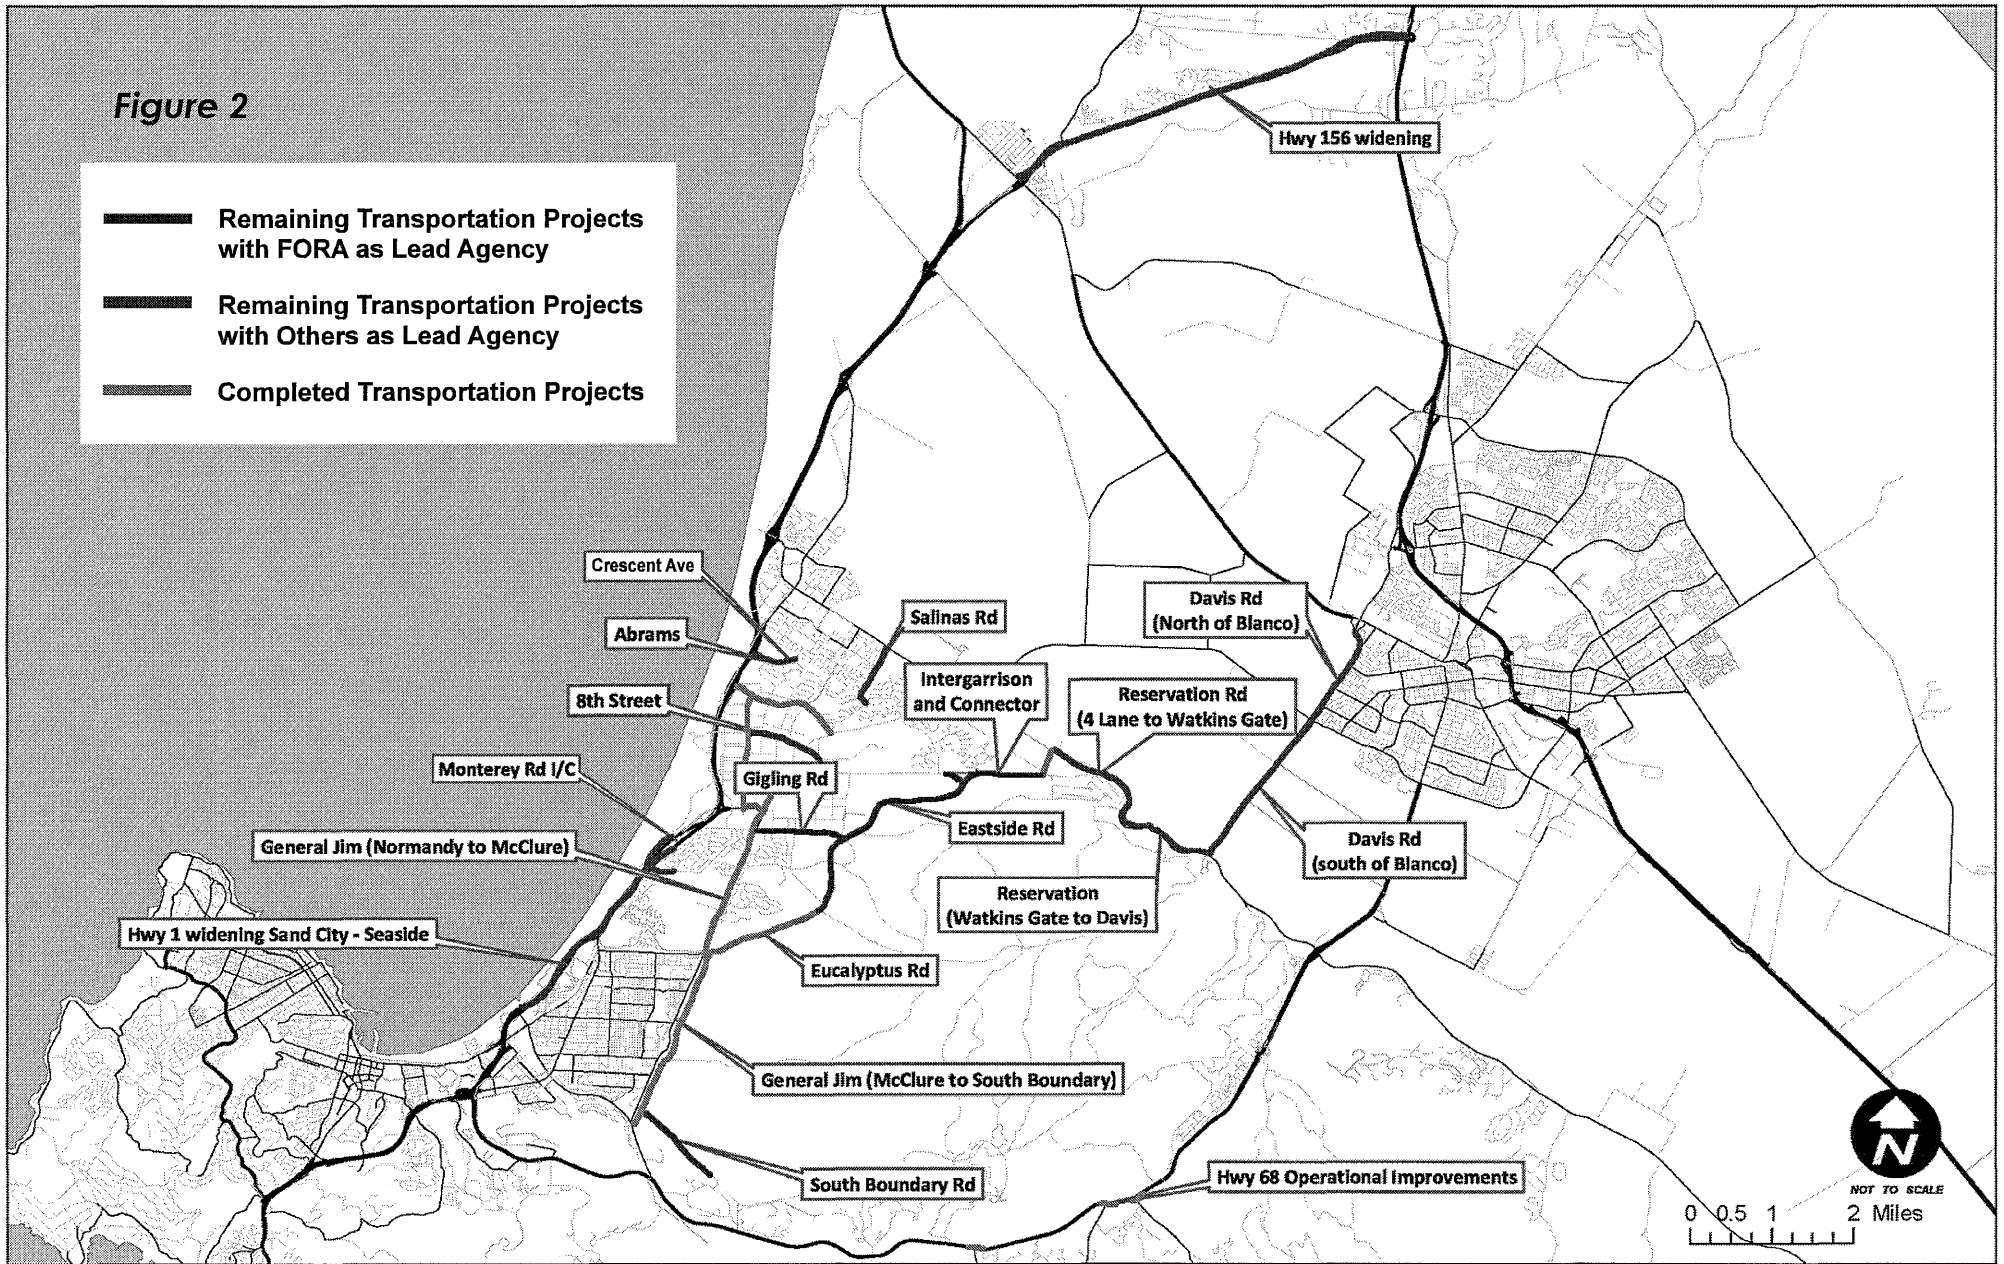 Figure 2
Hwy 156 widening
Remaining Transportation Projects
with FORA as Lead Agency
Remaining Transportation Projects
with Others as Lead Agency
Completed Transportation Projects
Crescent Ave
Abrams
Salinas Rd
Davis Rd
(North of Blanco)
8th Street
Intergarrison
and Connector
Reservation Rd
(4 Lane to Watkins Gate)
Monterey Rd I/C
Gigling Rd
General Jim (Normandy to McClure)
Eastside Rd
Davis Rd
(south of Blanco)
Reservation
(Watkins Gate to Davis)
Hwy 1 widening Sand City - Seaside
Eucalyptus Rd
General Jim (McClure to South Boundary)
South Boundary Rd
Hwy 68 Operational Improvements
N
NOT TO SCALE
0 0.5 1 2 Miles